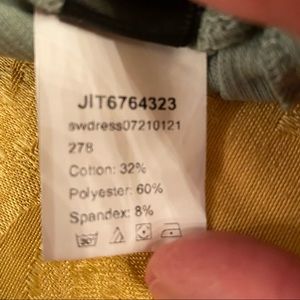 JIT6764323
swdress07210121
278
Cotton: 32%
Polyester: 60%
Spandex: 8%